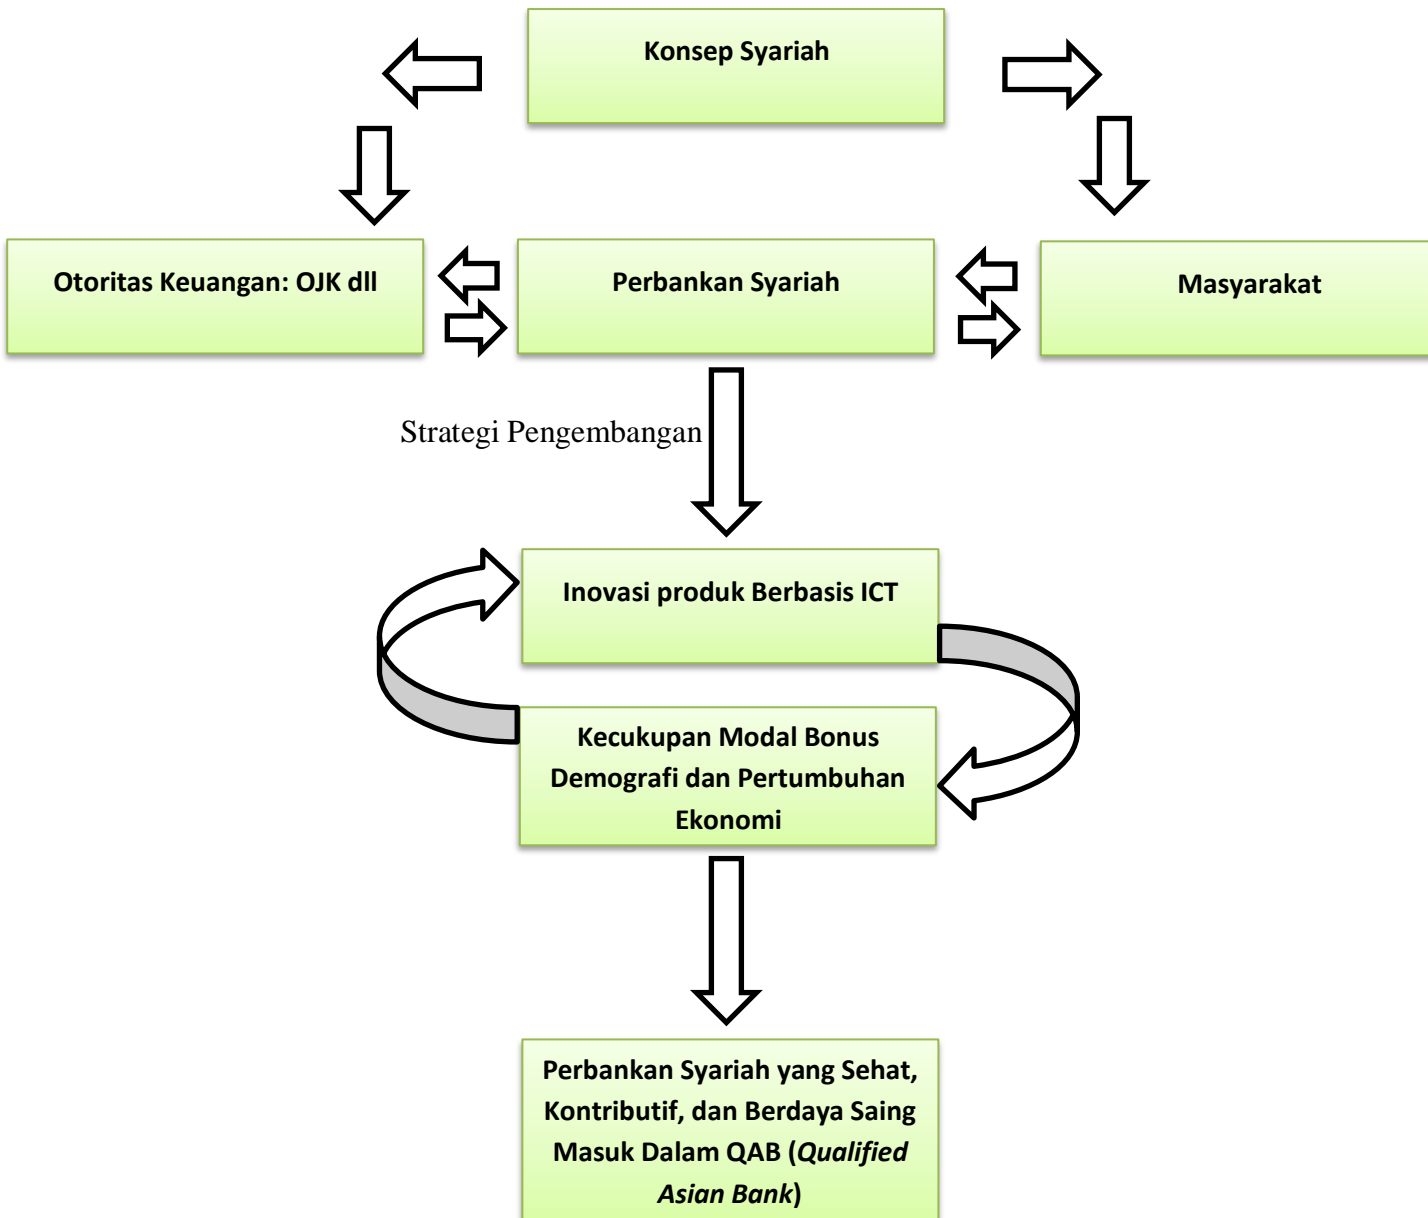 Konsep Syariah
Otoritas Keuangan: OJK dll
Perbankan Syariah
Masyarakat
Strategi Pengembangan
Inovasi produk Berbasis ICT
Kecukupan Modal Bonus
Demografi dan Pertumbuhan
Ekonomi
Perbankan Syariah yang Sehat,
Kontributif, dan Berdaya Saing
Masuk Dalam QAB (Qualified
Asian Bank)